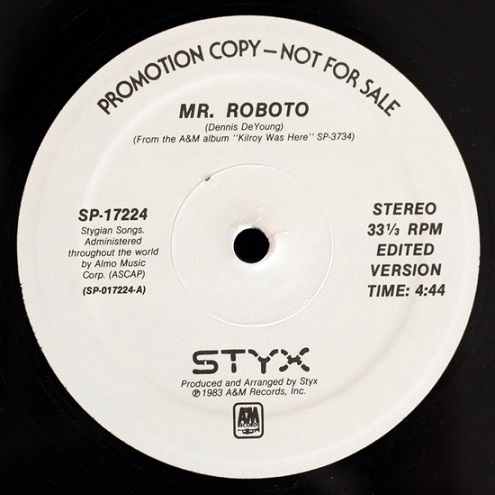 PROMOTION COPY — NOT FOR SALE
MR. ROBOTO
(Dennis DeYoung)
(From the A&M album "Kilroy Was Here" SP-3734)
SP-17224
Stygian Songs.
Administered
throughout the world
by Almo Music
Corp. (ASCAP)
(SP-017224-A)
STEREO
33⅓ RPM
EDITED
VERSION
TIME: 4:44
STYX
Produced and Arranged by Styx
℗ 1983 A&M Records, Inc.
A&M
RECORDS